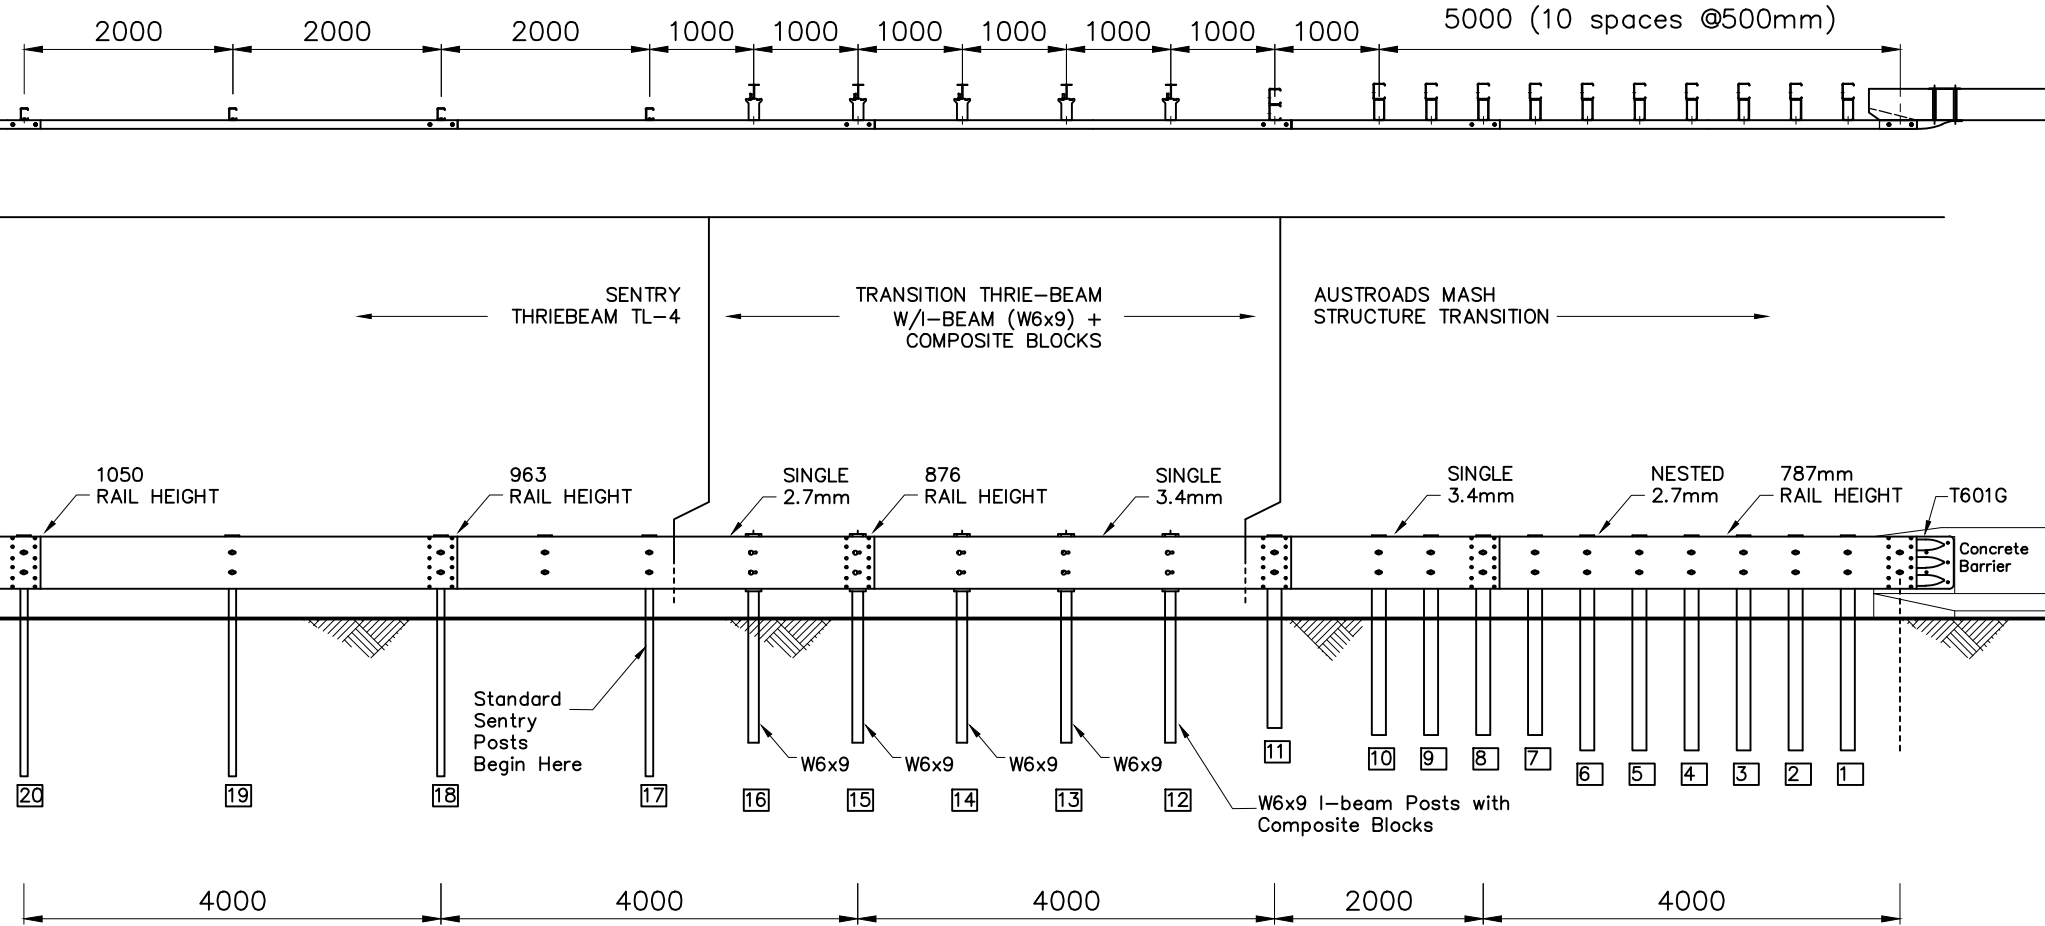 2000
2000
2000
1000
1000
1000
1000
1000
1000
1000
5000 (10 spaces @500mm)
SENTRY
THRIEBEAM TL-4
TRANSITION THRIE-BEAM
W/I-BEAM (W6x9) +
COMPOSITE BLOCKS
AUSTROADS MASH
STRUCTURE TRANSITION
1050
RAIL HEIGHT
963
RAIL HEIGHT
SINGLE
2.7mm
876
RAIL HEIGHT
SINGLE
3.4mm
SINGLE
3.4mm
NESTED
2.7mm
787mm
RAIL HEIGHT
T601G
Concrete
Barrier
Standard
Sentry
Posts
Begin Here
W6x9
W6x9
W6x9
W6x9
W6x9 I-beam Posts with
Composite Blocks
20
19
18
17
16
15
14
13
12
11
10
9
8
7
6
5
4
3
2
1
4000
4000
4000
2000
4000